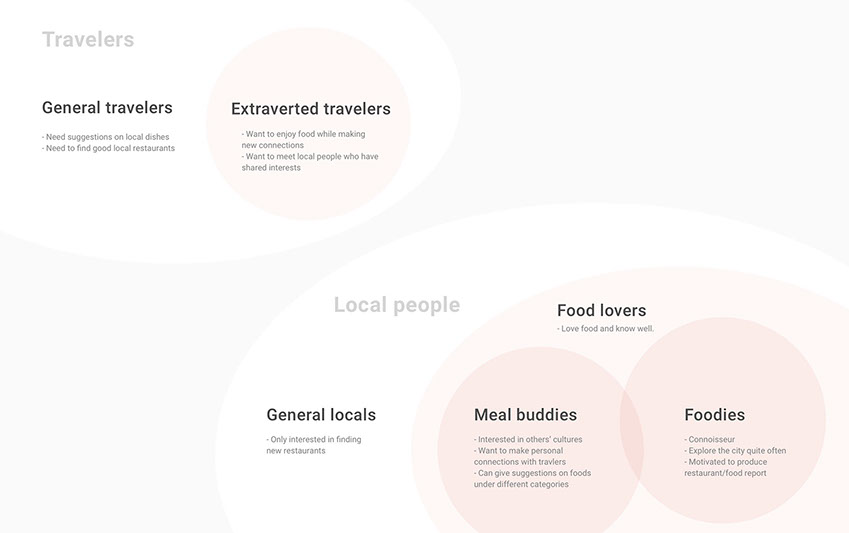 Travelers
General travelers
- Need suggestions on local dishes
- Need to find good local restaurants
Extraverted travelers
- Want to enjoy food while making
new connections
- Want to meet local people who have
shared interests
Local people
Food lovers
- Love food and know well.
General locals
- Only interested in finding
new restaurants
Meal buddies
- Interested in others' cultures
- Want to make personal
connections with travlers
- Can give suggestions on foods
under different categories
Foodies
- Connoisseur
- Explore the city quite often
- Motivated to produce
restaurant/food report